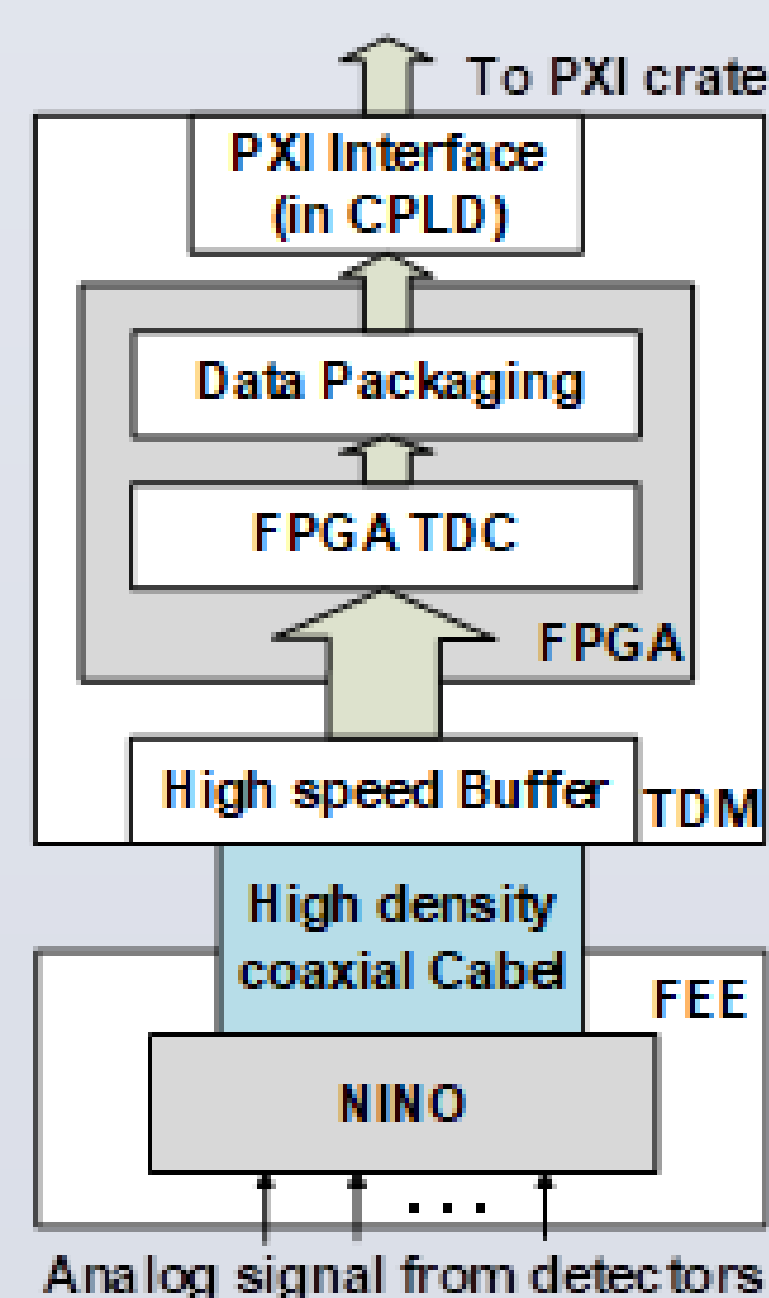 To PXI crate
PXI Interface
(in CPLD)
Data Packaging
FPGA TDC
FPGA
High speed Buffer
TDM
High density
coaxial Cabel
FEE
NINO
...
Analog signal from detectors